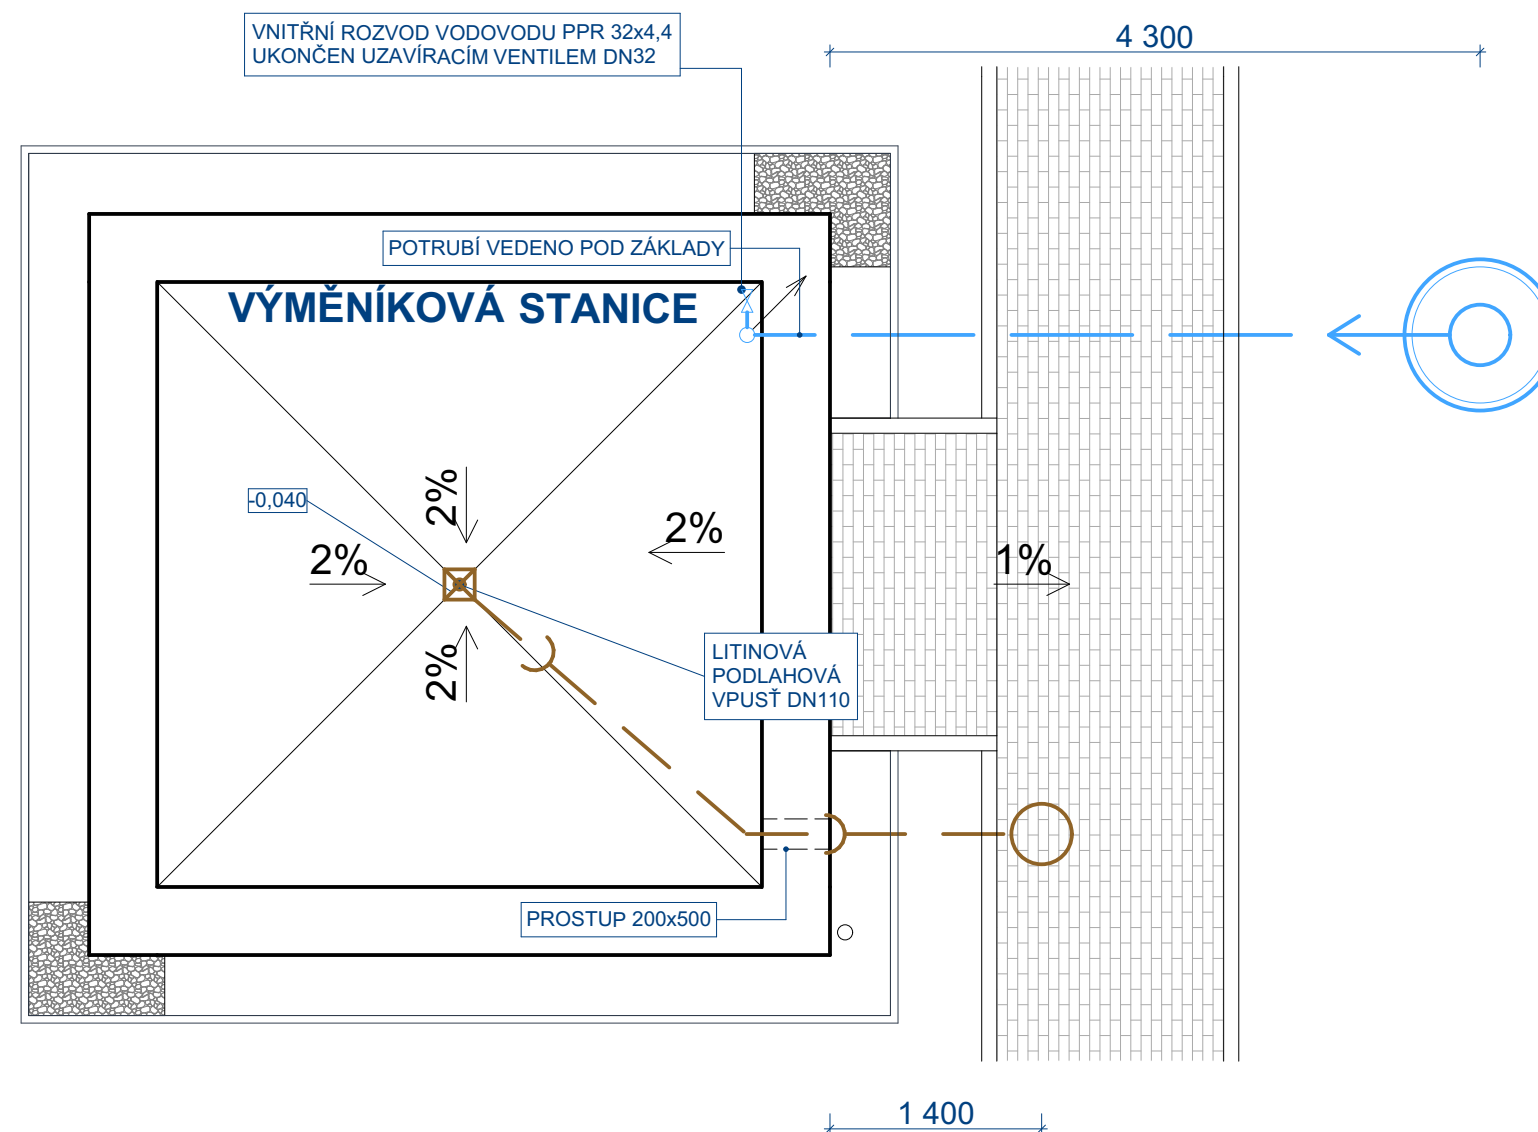 VNITŘNÍ ROZVOD VODOVODU PPR 32x4,4
UKONČEN UZAVÍRACÍM VENTILEM DN32
4 300
POTRUBÍ VEDENO POD ZÁKLADY
VÝMĚNÍKOVÁ STANICE
-0,040
2%
2%
2%
1%
2%
LITINOVÁ
PODLAHOVÁ
VPUSŤ DN110
PROSTUP 200x500
1 400